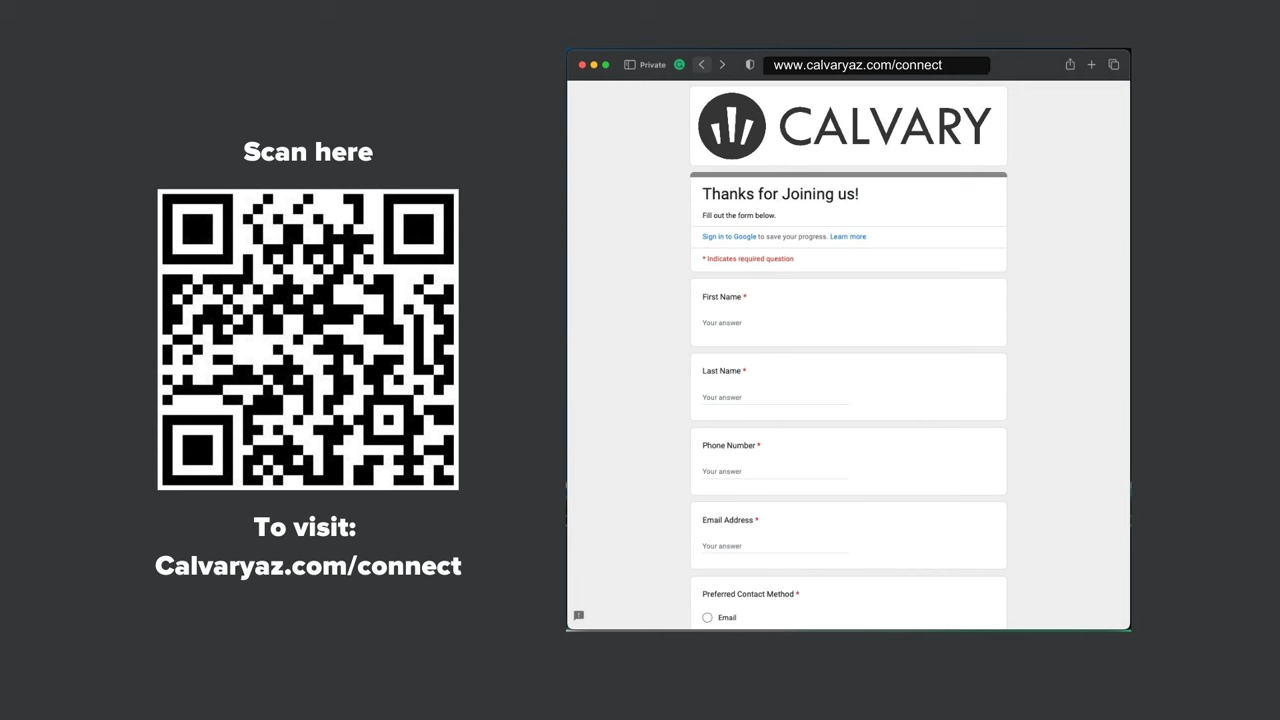 Scan here
To visit:
Calvaryaz.com/connect
Private
www.calvaryaz.com/connect
CALVARY
Thanks for Joining us!
Fill out the form below.
Sign in to Google to save your progress. Learn more
* Indicates required question
First Name *
Your answer
Last Name *
Your answer
Phone Number *
Your answer
Email Address *
Your answer
Preferred Contact Method *
Email